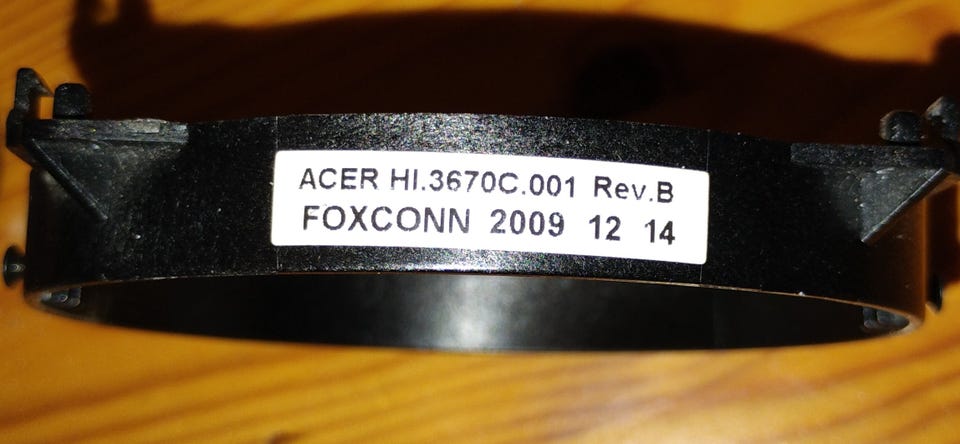 ACER HI.3670C.001 Rev.B
FOXCONN 2009 12 14